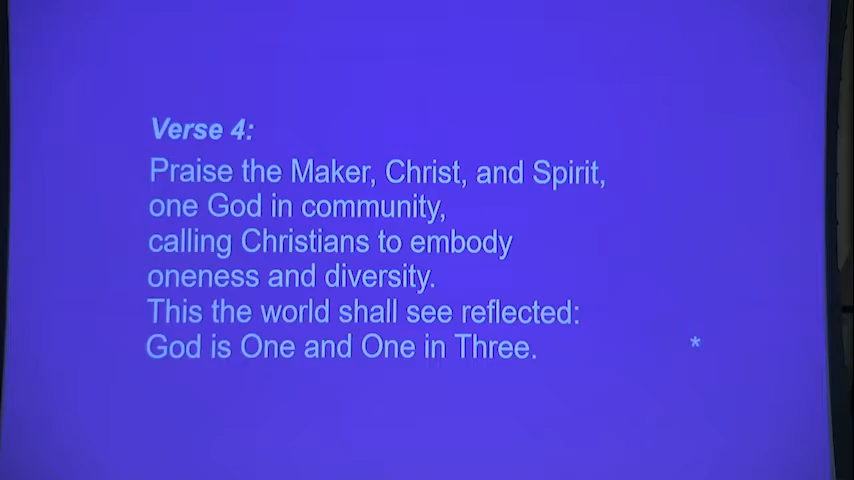 Verse 4:
Praise the Maker, Christ, and Spirit,
one God in community,
calling Christians to embody
oneness and diversity.
This the world shall see reflected:
God is One and One in Three. *